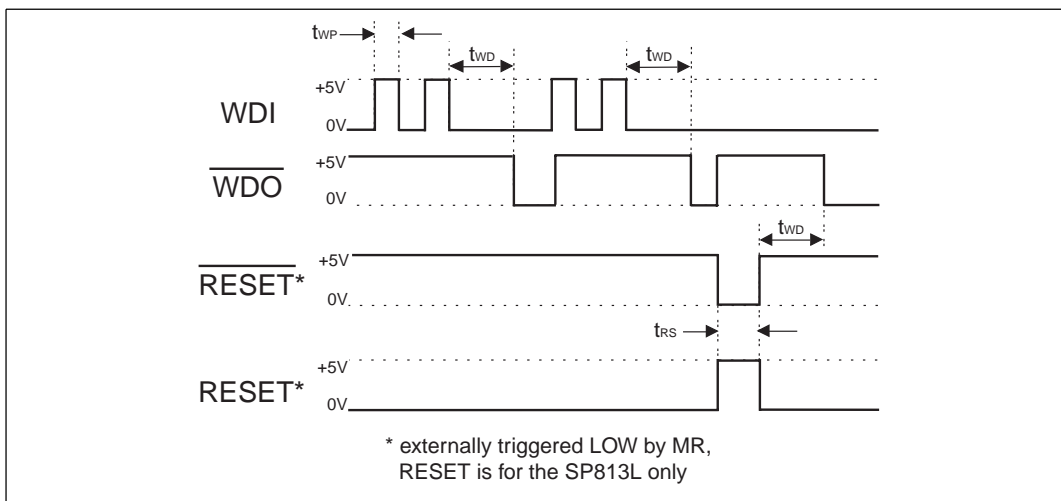 tWP
tWD
tWD
+5V
WDI
0V
+5V
WDO
0V
tWD
+5V
RESET*
0V
tRS
+5V
RESET*
0V
* externally triggered LOW by MR,
RESET is for the SP813L only